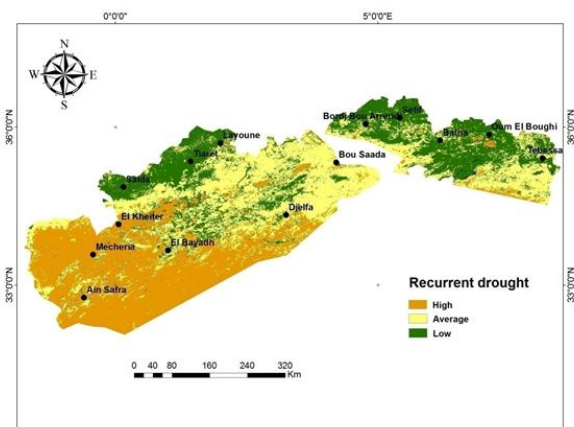 0°0'0"
5°0'0"E
N
W
E
S
36°0'0"N
36°0'0"N
Bordj Bou Arreridj
Setif
Layoune
Batna
Oum El Boughi
Tiaret
Bou Saada
Tebessa
Saida
El Kheiter
Djelfa
Mecheria
El Bayadh
Ain Safra
33°0'0"N
33°0'0"N
Recurrent drought
High
Average
Low
0 40 80 160 240 320
Km